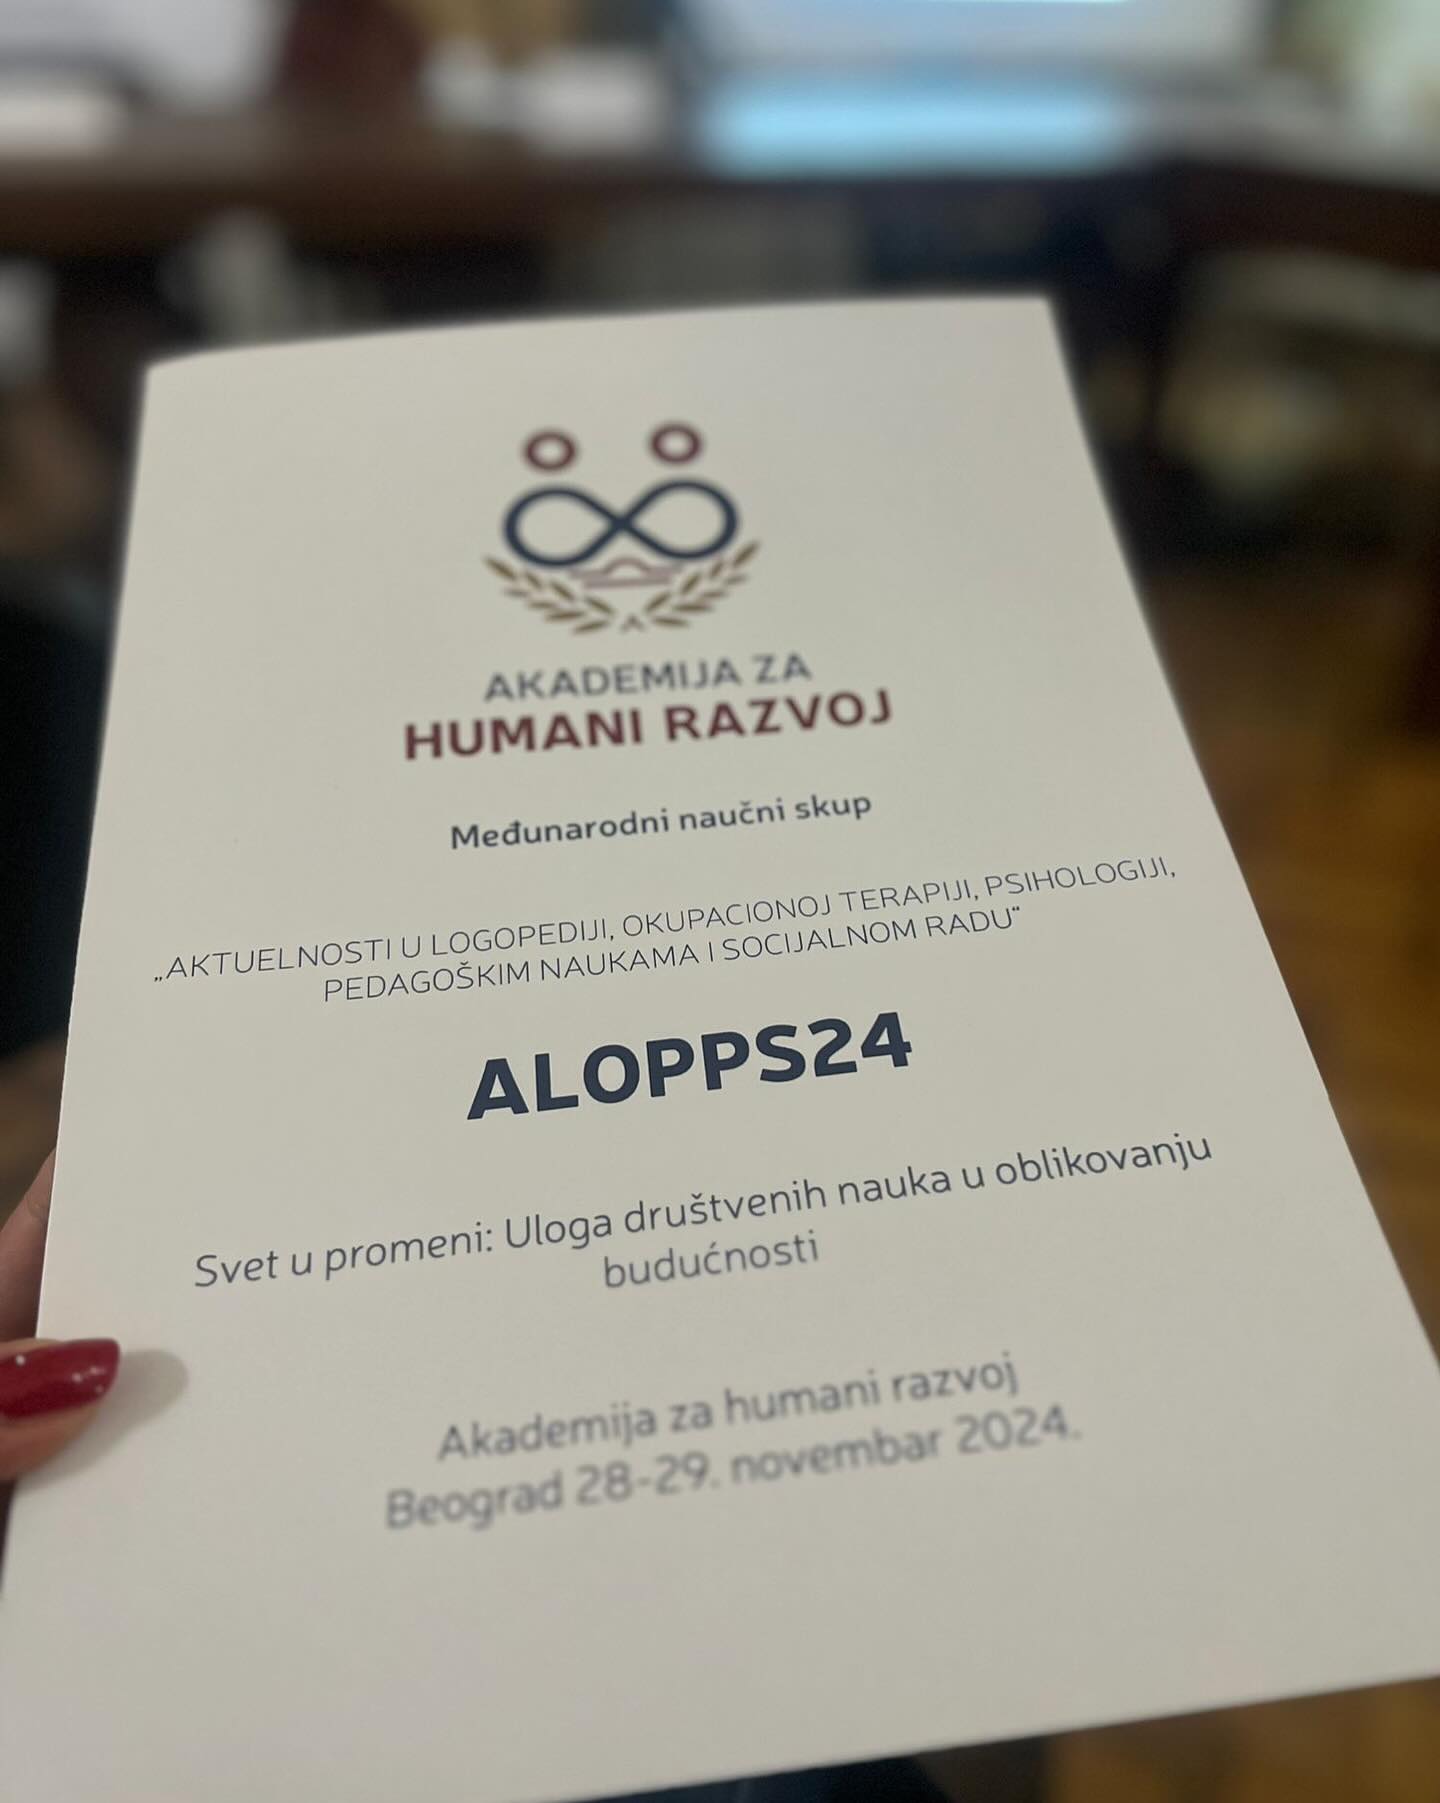 AKADEMIJA ZA
HUMANI RAZVOJ
Međunarodni naučni skup
„AKTUELNOSTI U LOGOPEDIJI, OKUPACIONOJ TERAPIJI, PSIHOLOGIJI,
PEDAGOŠKIM NAUKAMA I SOCIJALNOM RADU“
ALOPPS24
Svet u promeni: Uloga društvenih nauka u oblikovanju
budućnosti
Akademija za humani razvoj
Beograd 28-29. novembar 2024.